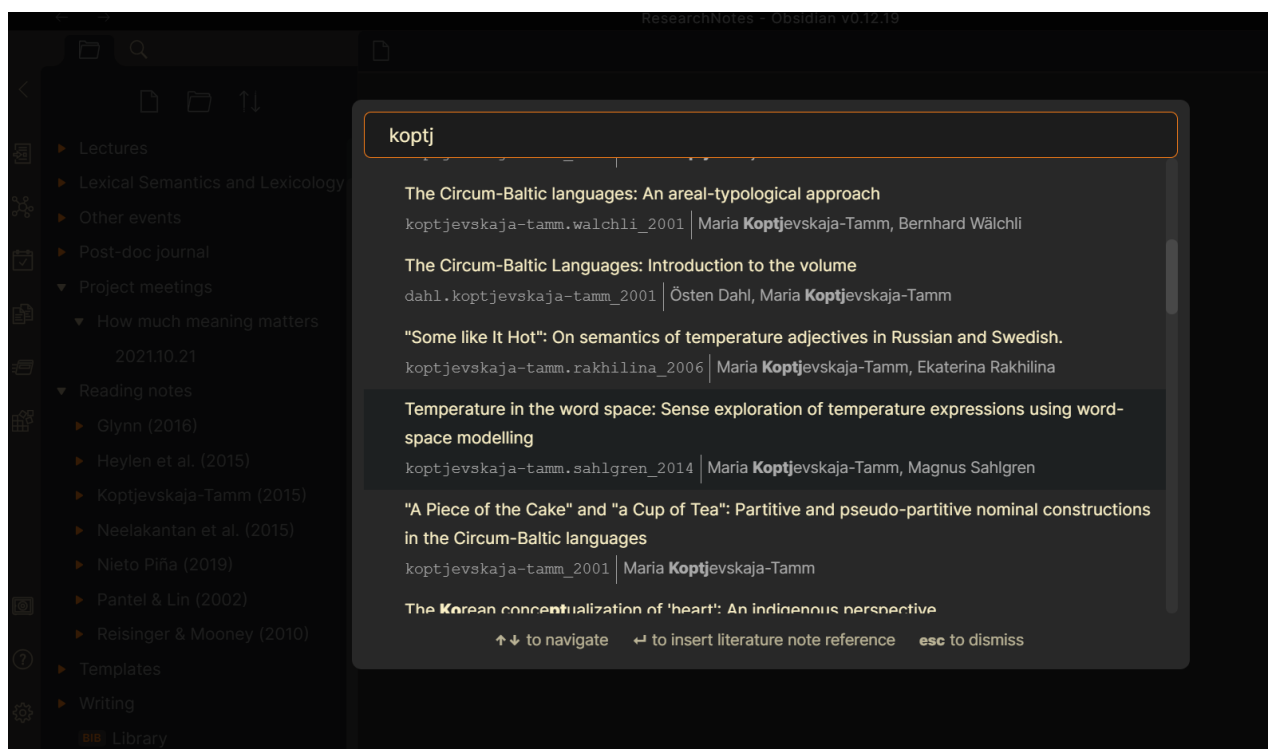 ResearchNotes - Obsidian v0.12.19
Lectures
Lexical Semantics and Lexicology
Other events
Post-doc journal
Project meetings
How much meaning matters
2021.10.21
Reading notes
Glynn (2016)
Heylen et al. (2015)
Koptjevskaja-Tamm (2015)
Neelakantan et al. (2015)
Nieto Piña (2019)
Pantel & Lin (2002)
Reisinger & Mooney (2010)
Templates
Writing
BIB Library
koptj
The Circum-Baltic languages: An areal-typological approach
koptjevskaja-tamm.walchli_2001 Maria Koptjevskaja-Tamm, Bernhard Wälchli
The Circum-Baltic Languages: Introduction to the volume
dahl.koptjevskaja-tamm_2001 Östen Dahl, Maria Koptjevskaja-Tamm
"Some like It Hot": On semantics of temperature adjectives in Russian and Swedish.
koptjevskaja-tamm.rakhilina_2006 Maria Koptjevskaja-Tamm, Ekaterina Rakhilina
Temperature in the word space: Sense exploration of temperature expressions using word-
space modelling
koptjevskaja-tamm.sahlgren_2014 Maria Koptjevskaja-Tamm, Magnus Sahlgren
"A Piece of the Cake" and "a Cup of Tea": Partitive and pseudo-partitive nominal constructions
in the Circum-Baltic languages
koptjevskaja-tamm_2001 Maria Koptjevskaja-Tamm
The Korean conceptualization of 'heart': An indigenous perspective
↑↓ to navigate ↵ to insert literature note reference esc to dismiss